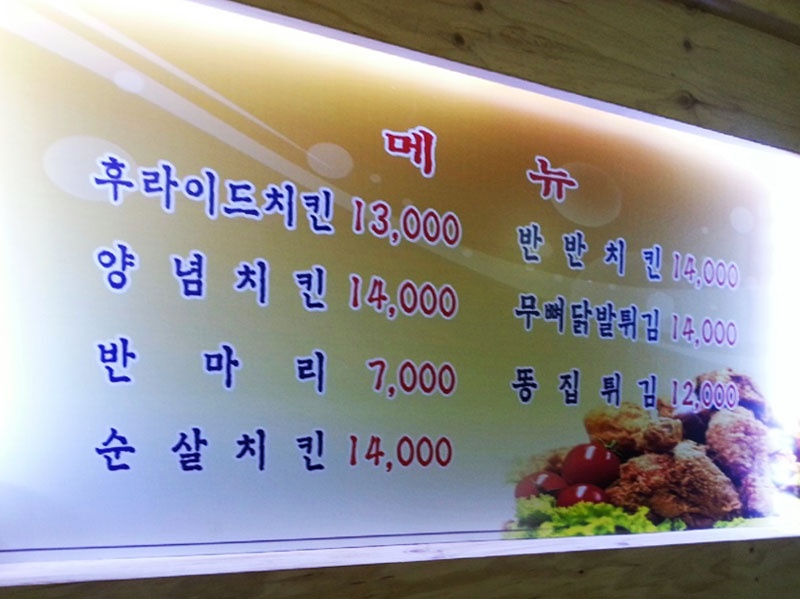 메 뉴
후라이드치킨 13,000
양념치킨 14,000
반마리 7,000
순살치킨 14,000
반반치킨 14,000
무뼈닭발튀김 14,000
똥집튀김 12,000